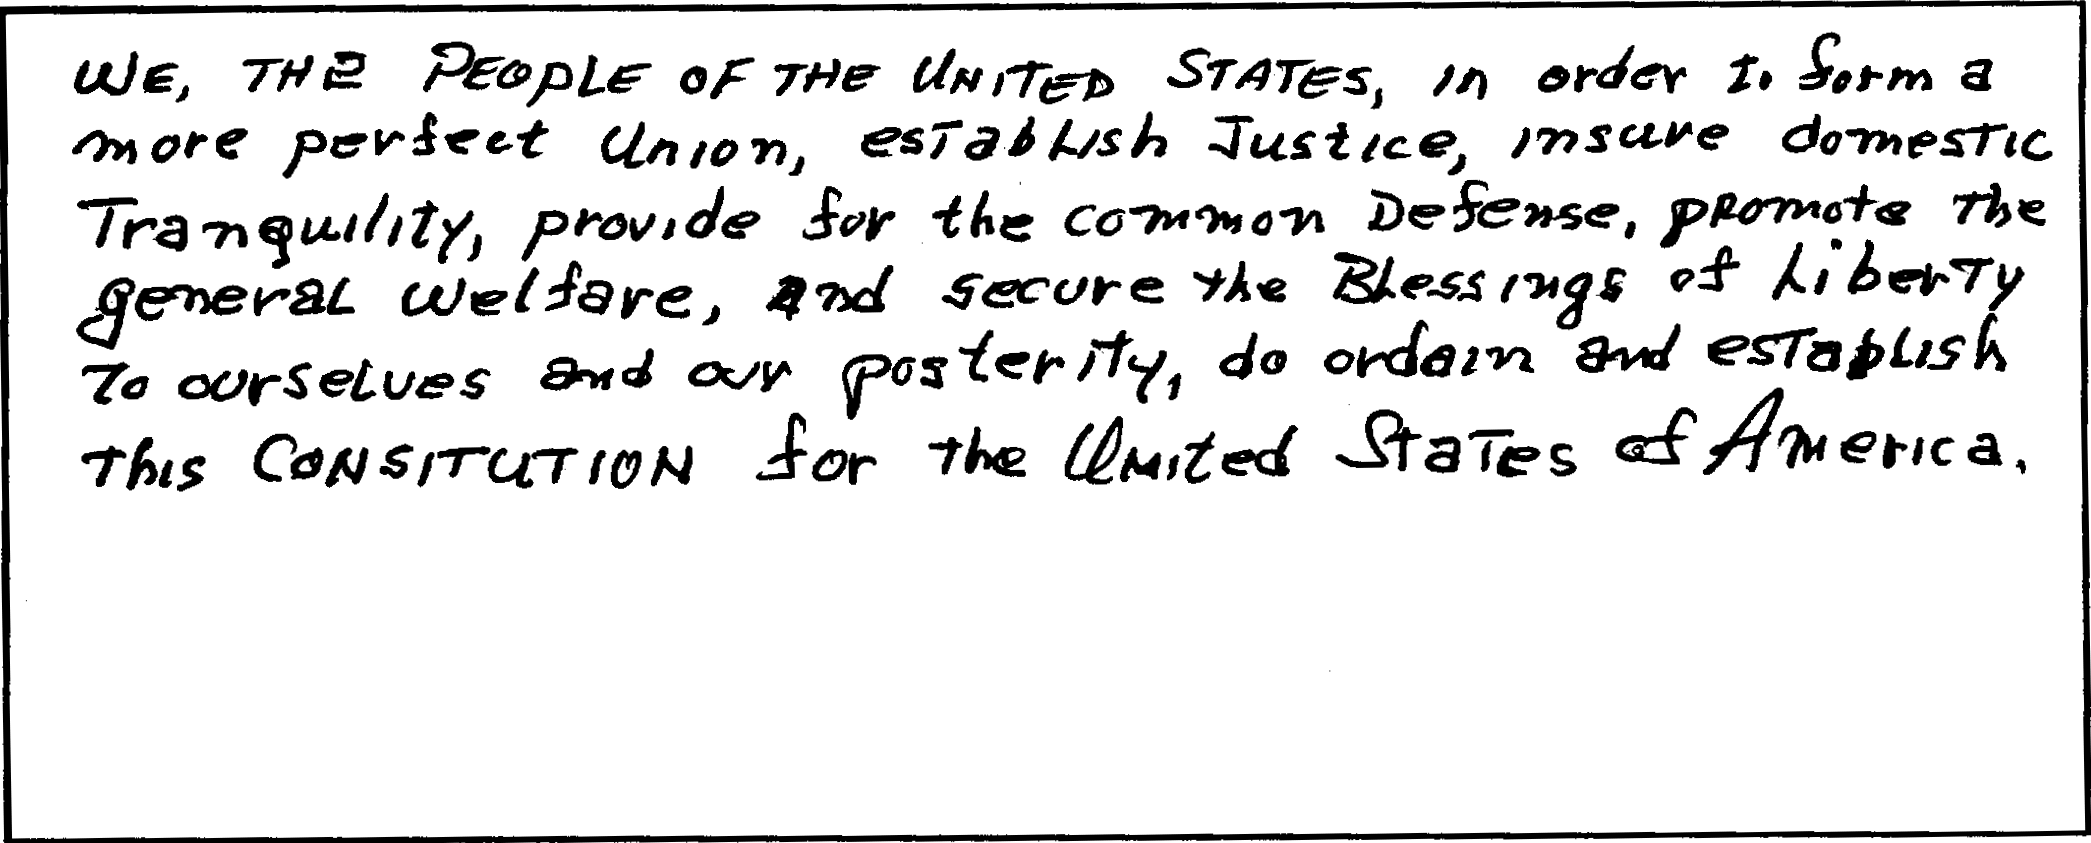 WE, THE PEOPLE OF THE UNITED STATES, in order to form a
more perfect Union, establish Justice, insure domestic
Tranquility, provide for the common Defense, promote the
general Welfare, and secure the Blessings of Liberty
To ourselves and our posterity, do ordain and establish
this CONSITUTION for the United States of America.